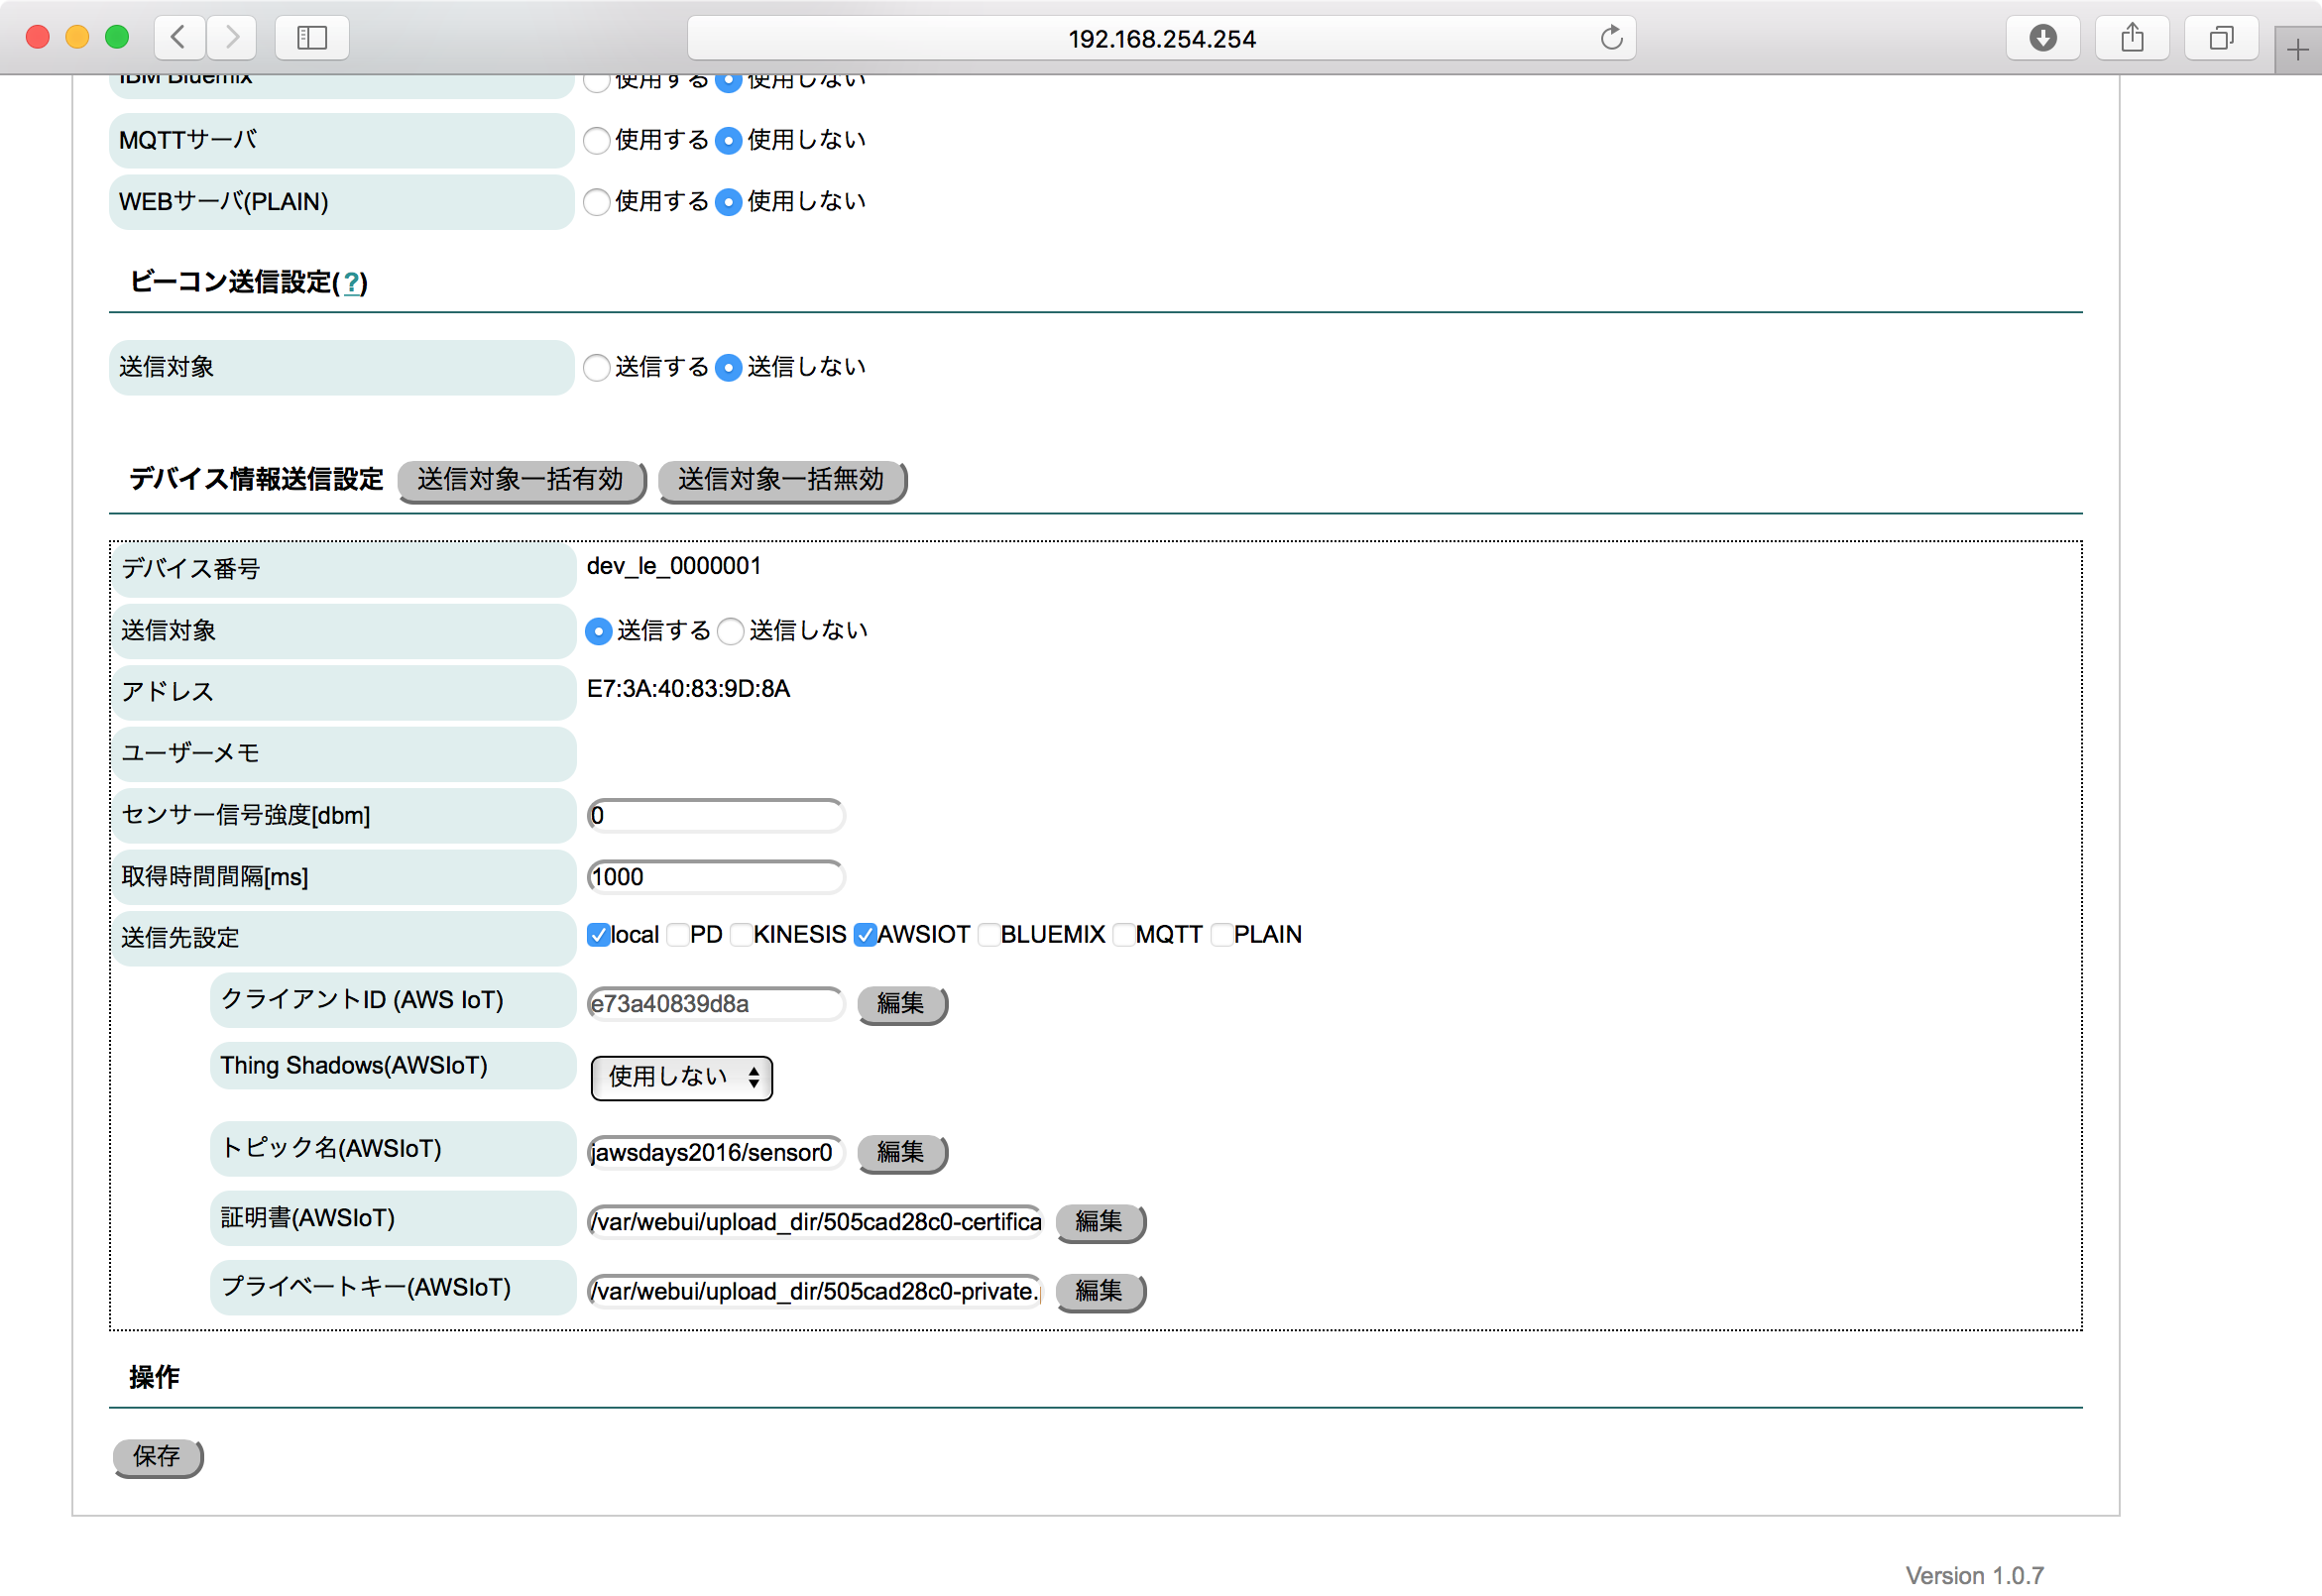 192.168.254.254
IBM Bluemix 使用する 使用しない
MQTTサーバ 使用する 使用しない
WEBサーバ(PLAIN) 使用する 使用しない
ビーコン送信設定(?)
送信対象 送信する 送信しない
デバイス情報送信設定 送信対象一括有効 送信対象一括無効
デバイス番号 dev_le_0000001
送信対象 送信する 送信しない
アドレス E7:3A:40:83:9D:8A
ユーザーメモ
センサー信号強度[dbm] 0
取得時間間隔[ms] 1000
送信先設定 local PD KINESIS AWSIOT BLUEMIX MQTT PLAIN
クライアントID (AWS IoT) e73a40839d8a 編集
Thing Shadows(AWSIoT) 使用しない
トピック名(AWSIoT) jawsdays2016/sensor0 編集
証明書(AWSIoT) /var/webui/upload_dir/505cad28c0-certifica 編集
プライベートキー(AWSIoT) /var/webui/upload_dir/505cad28c0-private. 編集
操作
保存
Version 1.0.7